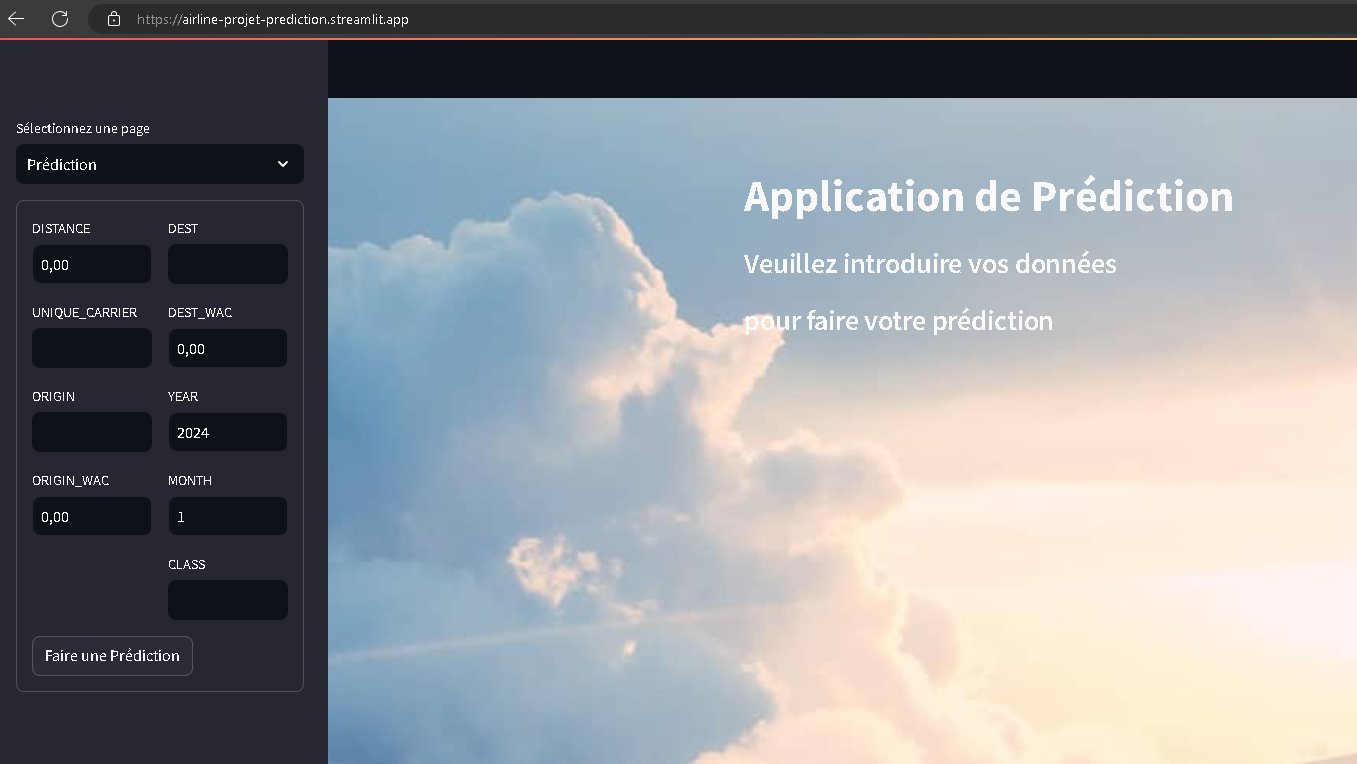 https://airline-projet-prediction.streamlit.app
Sélectionnez une page
Prédiction
DISTANCE
0,00
DEST
UNIQUE_CARRIER
DEST_WAC
0,00
ORIGIN
YEAR
2024
ORIGIN_WAC
0,00
MONTH
1
CLASS
Faire une Prédiction
Application de Prédiction
Veuillez introduire vos données
pour faire votre prédiction